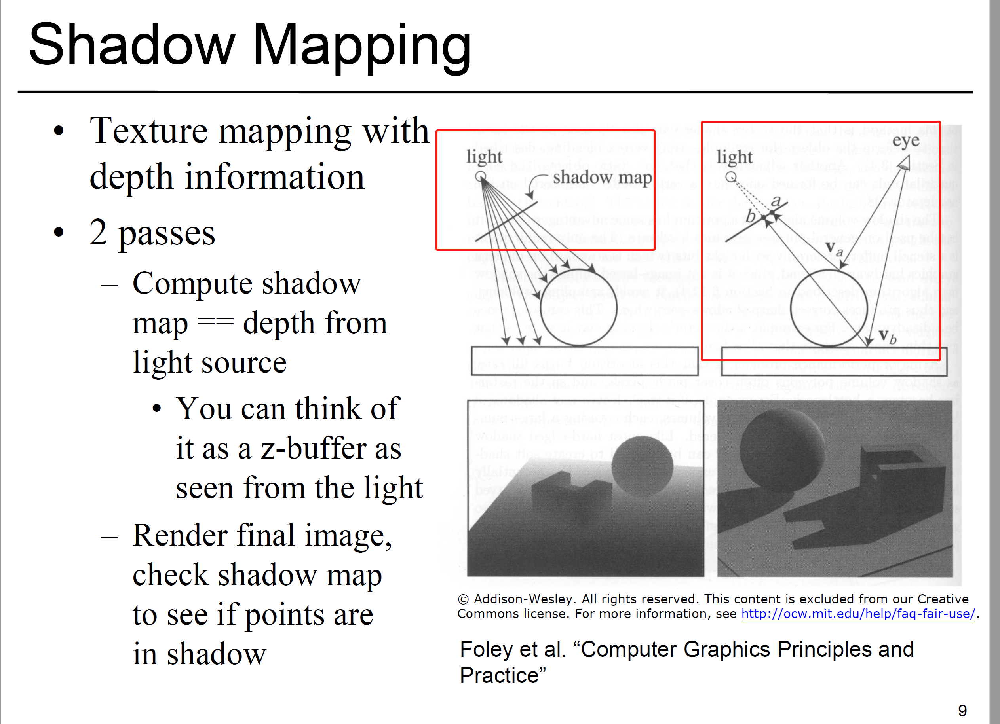 Shadow Mapping
• Texture mapping with
depth information
• 2 passes
– Compute shadow
map == depth from
light source
• You can think of
it as a z-buffer as
seen from the light
– Render final image,
check shadow map
to see if points are
in shadow
light
shadow map
light
eye
a
b
va
vb
© Addison-Wesley. All rights reserved. This content is excluded from our Creative
Commons license. For more information, see http://ocw.mit.edu/help/faq-fair-use/.
Foley et al. “Computer Graphics Principles and
Practice”
9